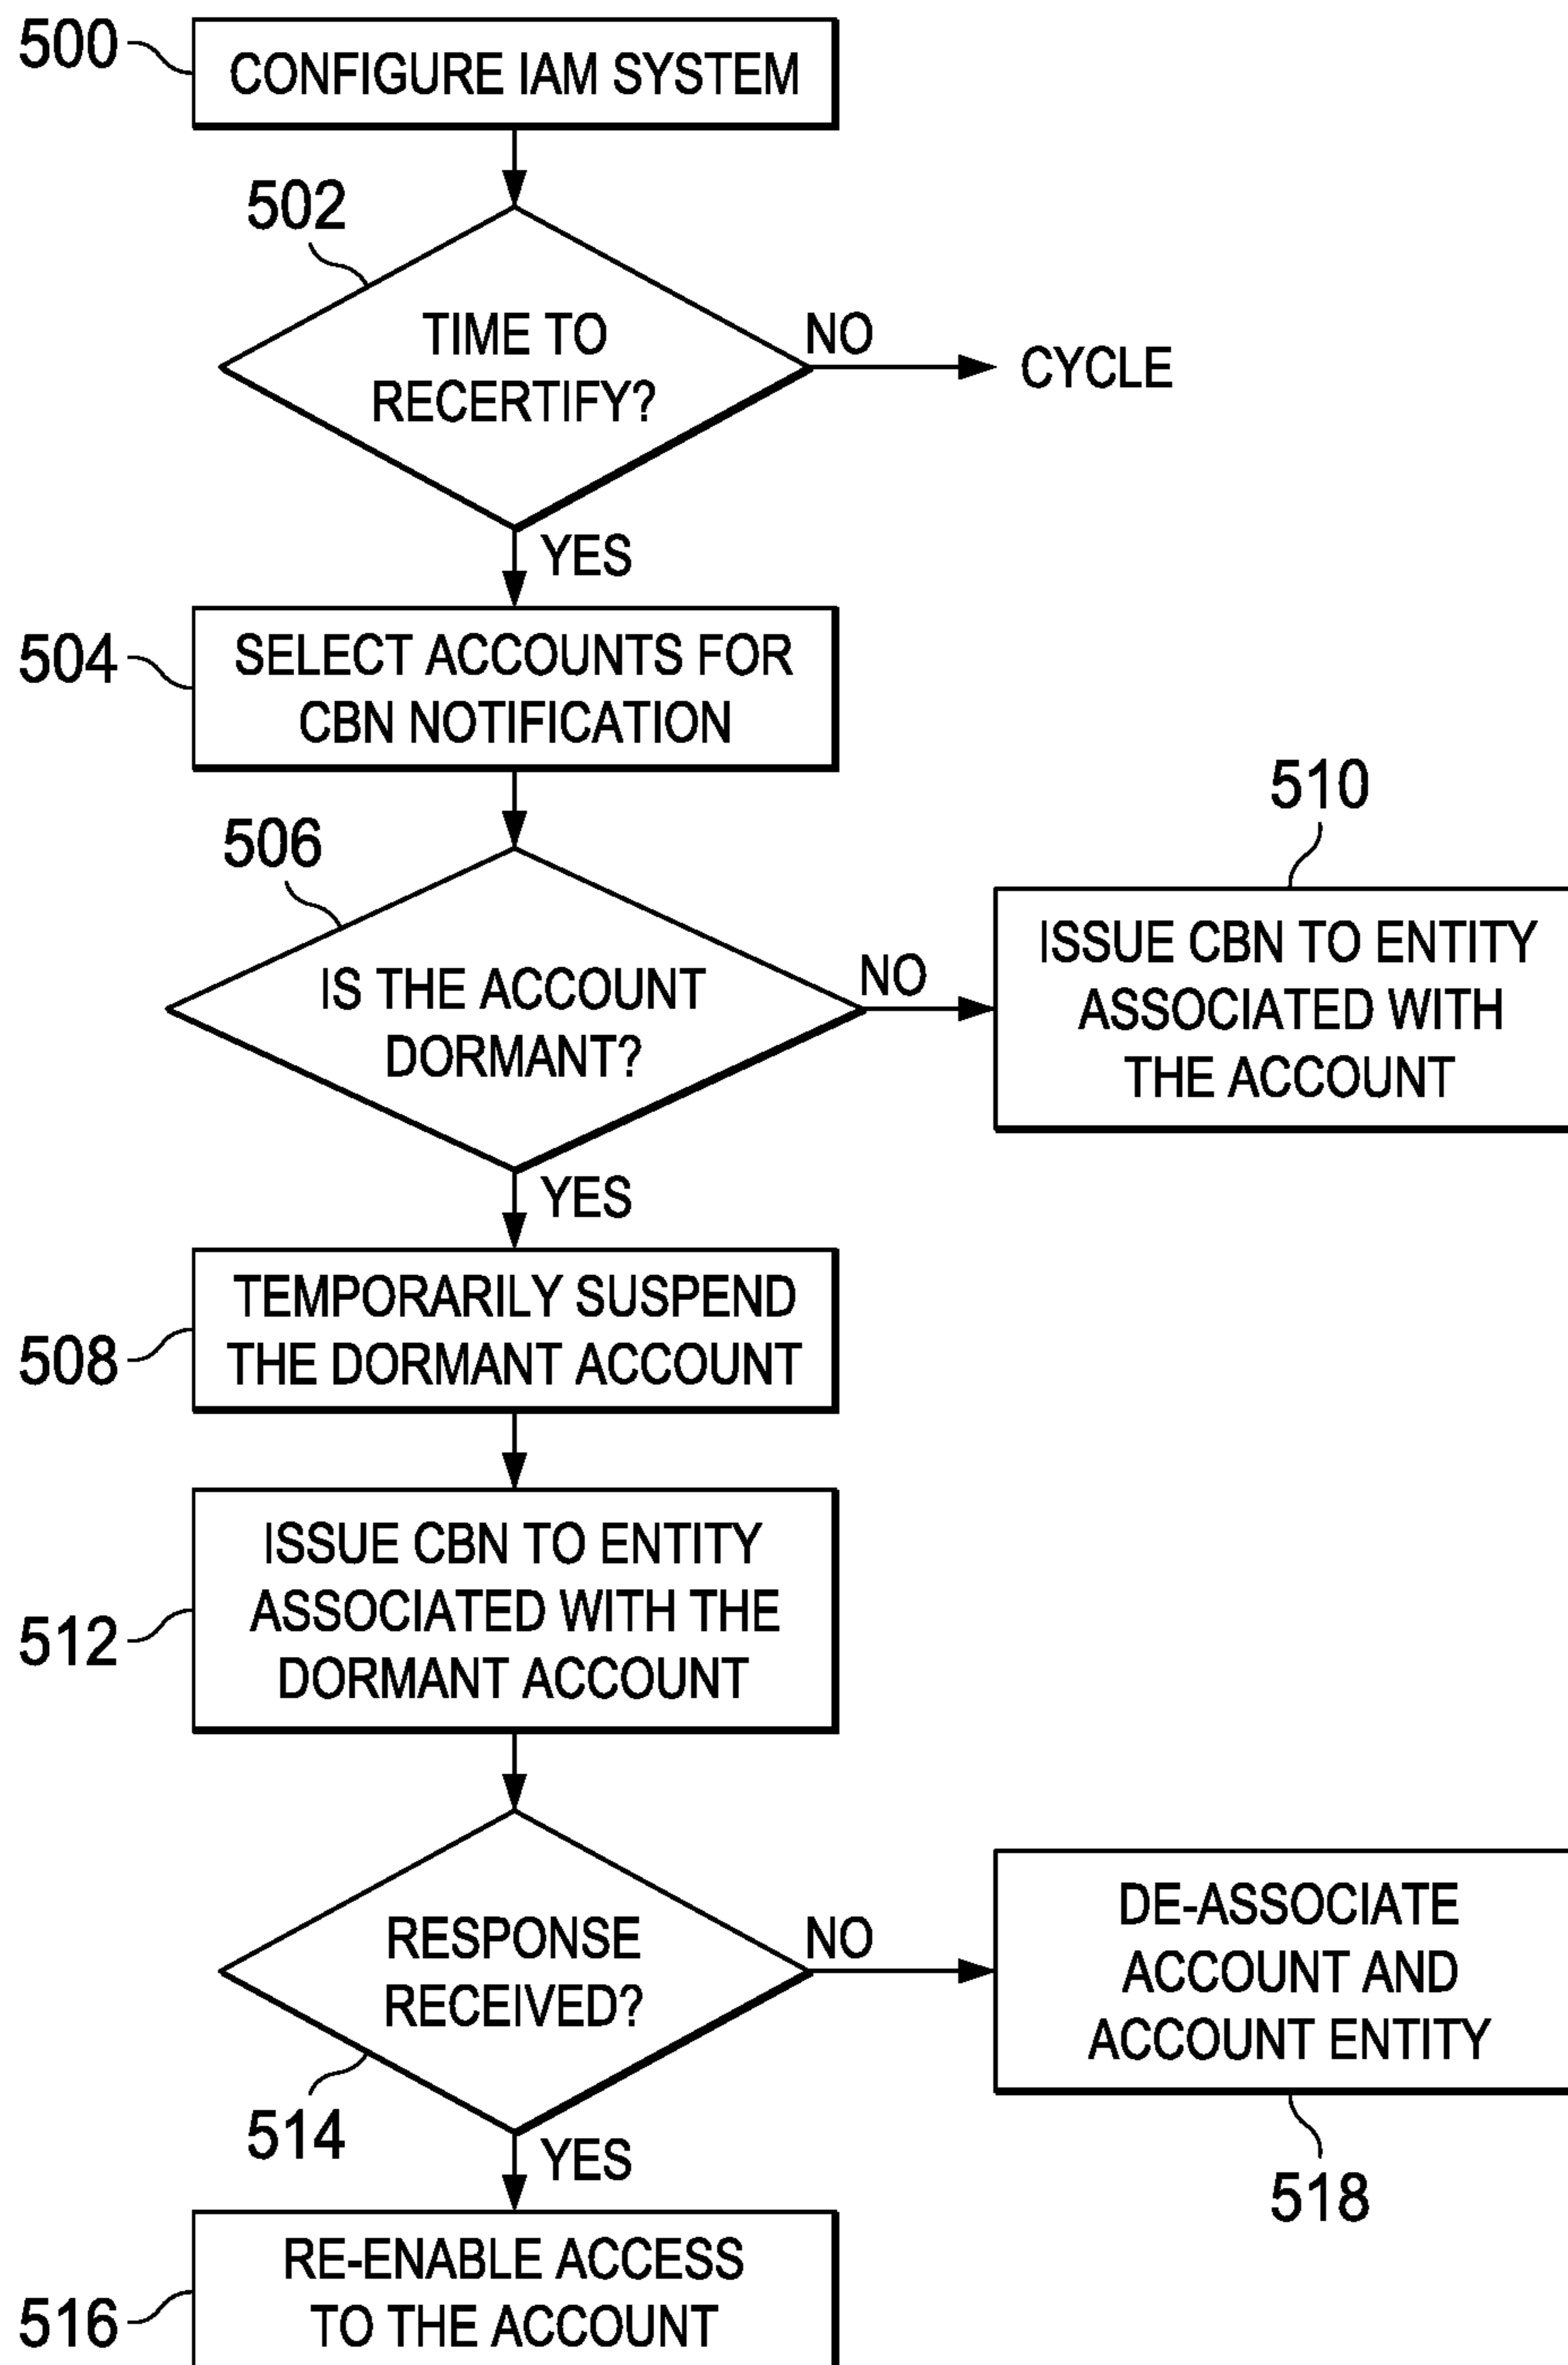 500
CONFIGURE IAM SYSTEM
502
TIME TO
RECERTIFY?
NO
CYCLE
YES
504
SELECT ACCOUNTS FOR
CBN NOTIFICATION
506
IS THE ACCOUNT
DORMANT?
NO
510
ISSUE CBN TO ENTITY
ASSOCIATED WITH
THE ACCOUNT
YES
508
TEMPORARILY SUSPEND
THE DORMANT ACCOUNT
512
ISSUE CBN TO ENTITY
ASSOCIATED WITH THE
DORMANT ACCOUNT
514
RESPONSE
RECEIVED?
NO
DE-ASSOCIATE
ACCOUNT AND
ACCOUNT ENTITY
518
YES
516
RE-ENABLE ACCESS
TO THE ACCOUNT